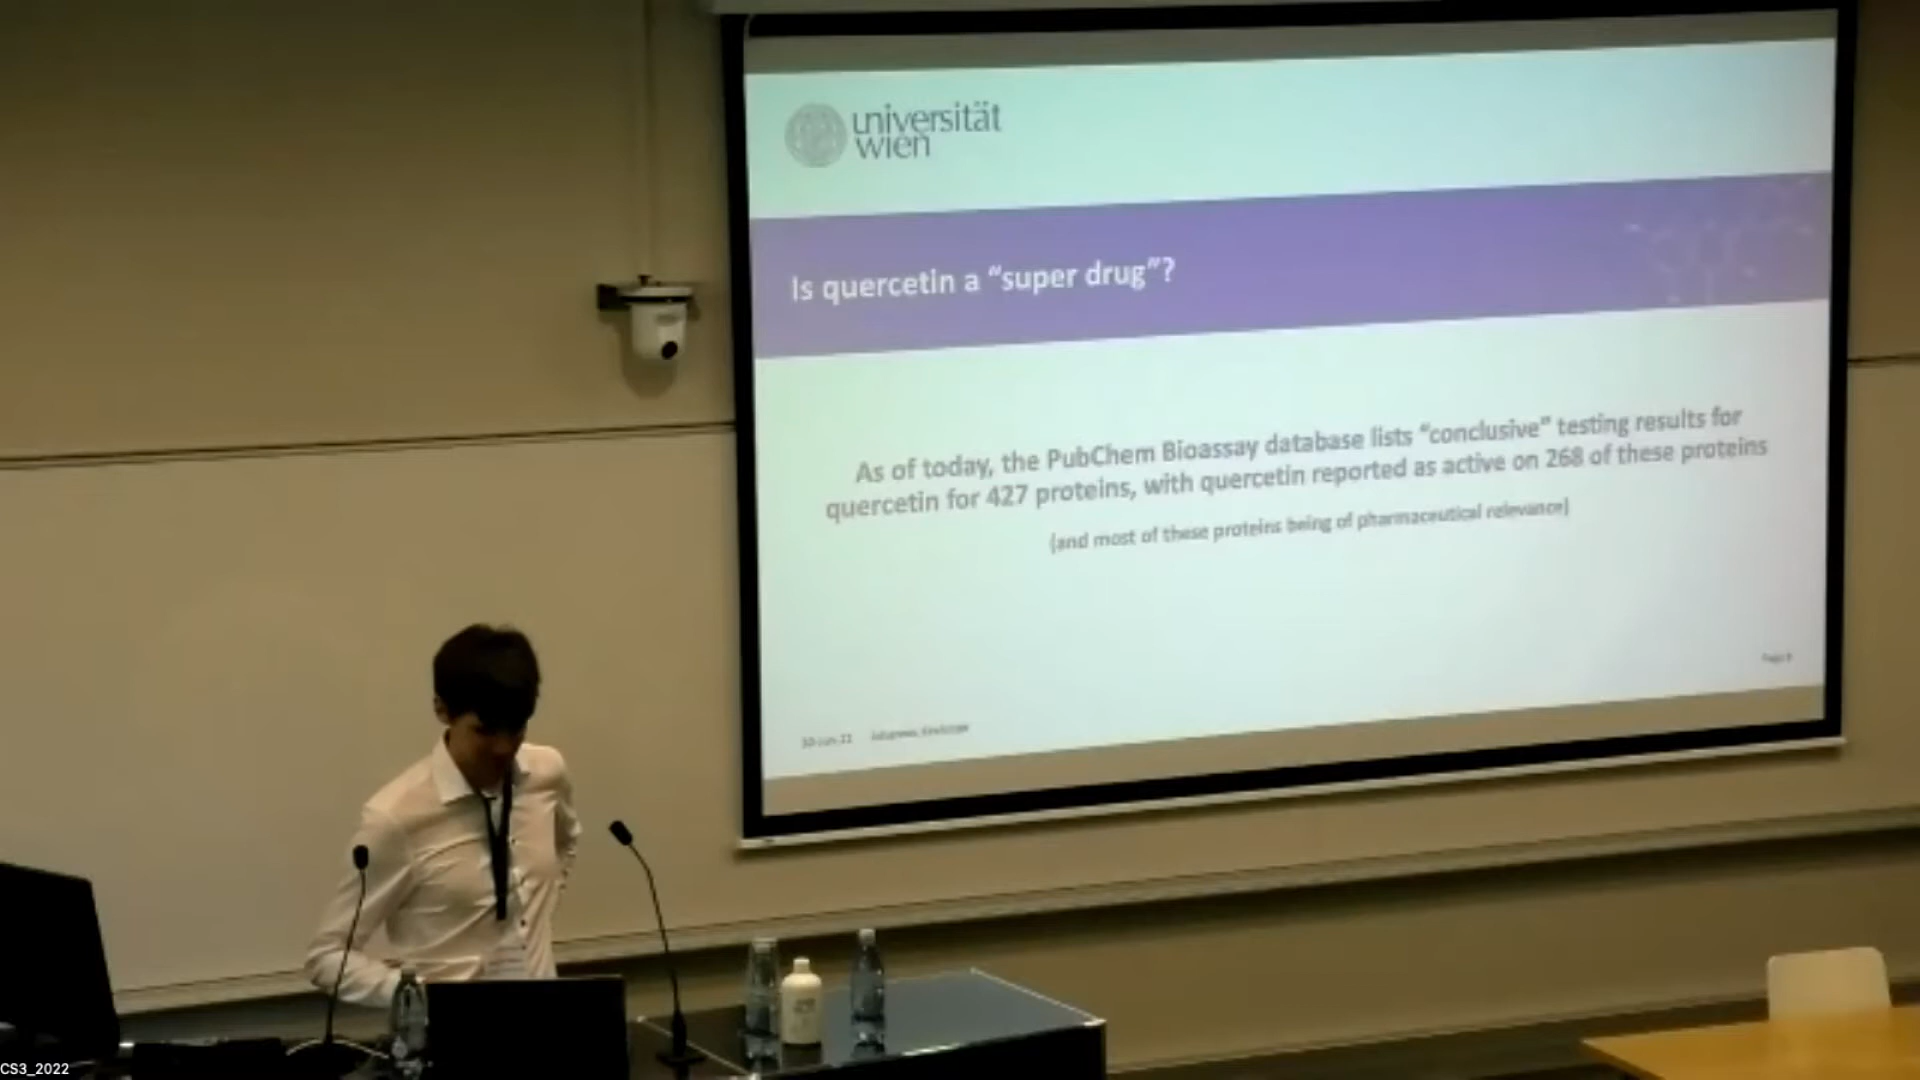 universität
wien
Is quercetin a “super drug”?
As of today, the PubChem Bioassay database lists “conclusive” testing results for
quercetin for 427 proteins, with quercetin reported as active on 268 of these proteins
(and most of these proteins being of pharmaceutical relevance)
CS3_2022